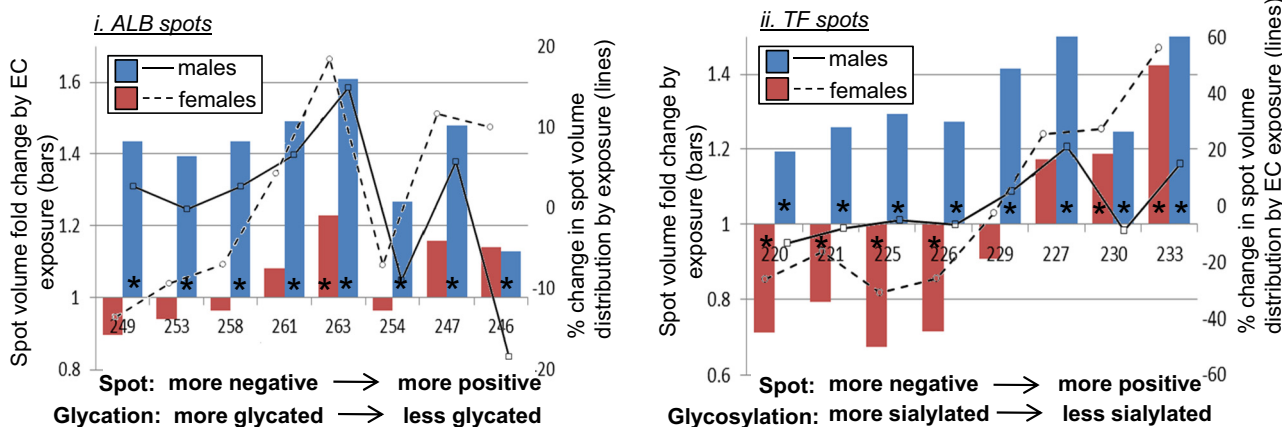 i. ALB spots
males
females
Spot volume fold change by EC
exposure (bars)
1.6
1.4
1.2
1
0.8
20
10
0
-10
-20
% change in spot volume
distribution by exposure (lines)
* * * * * * * * *
249 253 258 261 263 254 247 246
Spot: more negative → more positive
Glycation: more glycated → less glycated
ii. TF spots
males
females
Spot volume fold change by
exposure (bars)
1.4
1.2
1
0.8
0.6
60
40
20
0
-20
-40
-60
% change in spot volume
distribution by EC exposure (lines)
* * * * * * * * * * * * * *
220 221 225 226 229 227 230 233
Spot: more negative → more positive
Glycosylation: more sialylated → less sialylated